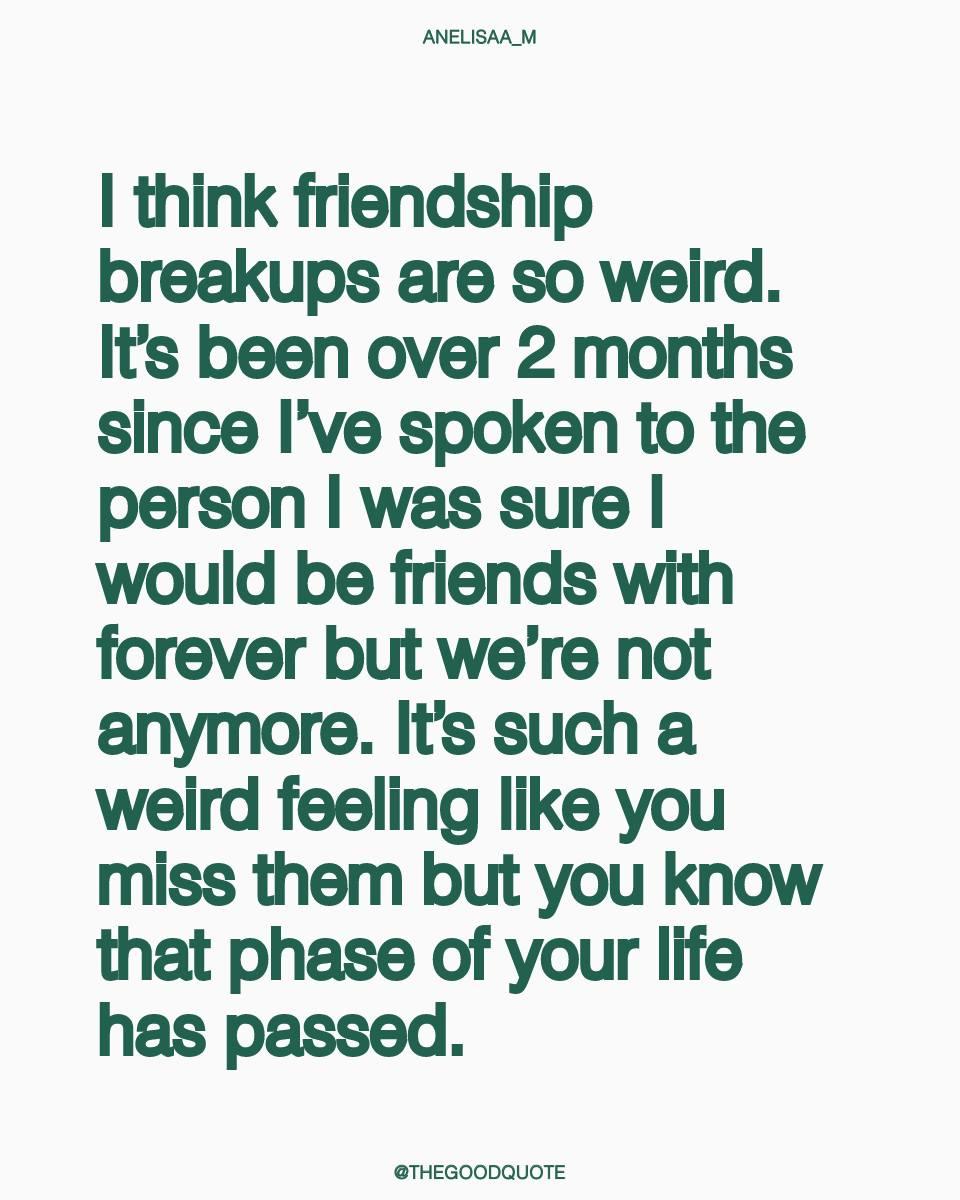 ANELISAA_M
I think friendship
breakups are so weird.
It’s been over 2 months
since I’ve spoken to the
person I was sure I
would be friends with
forever but we’re not
anymore. It’s such a
weird feeling like you
miss them but you know
that phase of your life
has passed.
@THEGOODQUOTE